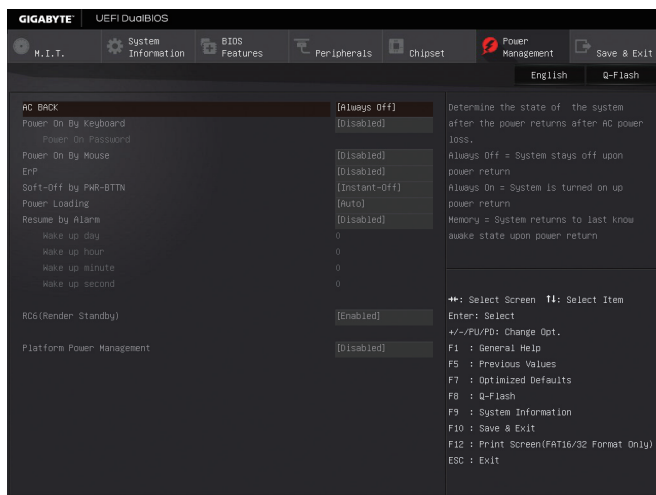 GIGABYTE™ UEFI DualBIOS
M.I.T.
System Information
BIOS Features
Peripherals
Chipset
Power Management
Save & Exit
English Q-Flash
AC BACK [Always Off]
Power On By Keyboard [Disabled]
Power On Password
Power On By Mouse [Disabled]
ErP [Disabled]
Soft-Off by PWR-BTTN [Instant-Off]
Power Loading [Auto]
Resume by Alarm [Disabled]
Wake up day 0
Wake up hour 0
Wake up minute 0
Wake up second 0
RC6(Render Standby) [Enabled]
Platform Power Management [Disabled]
Determine the state of the system
after the power returns after AC power
loss.
Always Off = System stays off upon
power return
Always On = System is turned on up
power return
Memory = System returns to last know
awake state upon power return
→←: Select Screen ↑↓: Select Item
Enter: Select
+/-/PU/PD: Change Opt.
F1 : General Help
F5 : Previous Values
F7 : Optimized Defaults
F8 : Q-Flash
F9 : System Information
F10 : Save & Exit
F12 : Print Screen(FAT16/32 Format Only)
ESC : Exit